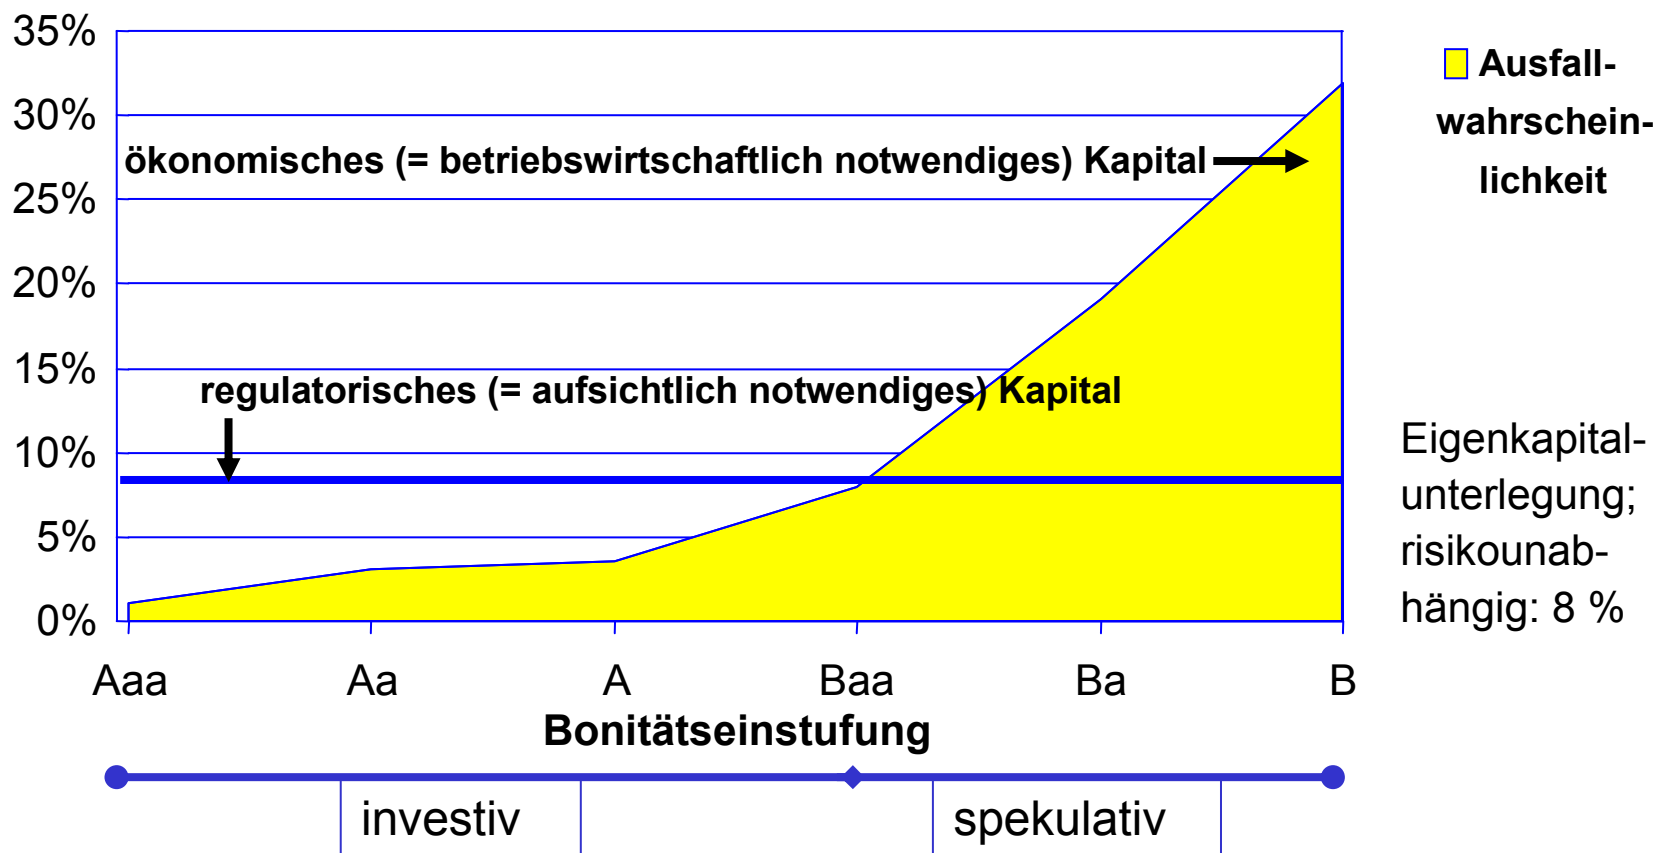 35%
30%
25%
20%
15%
10%
5%
0%
ökonomisches (= betriebswirtschaftlich notwendiges) Kapital
regulatorisches (= aufsichtlich notwendiges) Kapital
Aaa Aa A Baa Ba B
Bonitätseinstufung
investiv spekulativ
Ausfall-
wahrschein-
lichkeit
Eigenkapital-
unterlegung;
risikounab-
hängig: 8 %